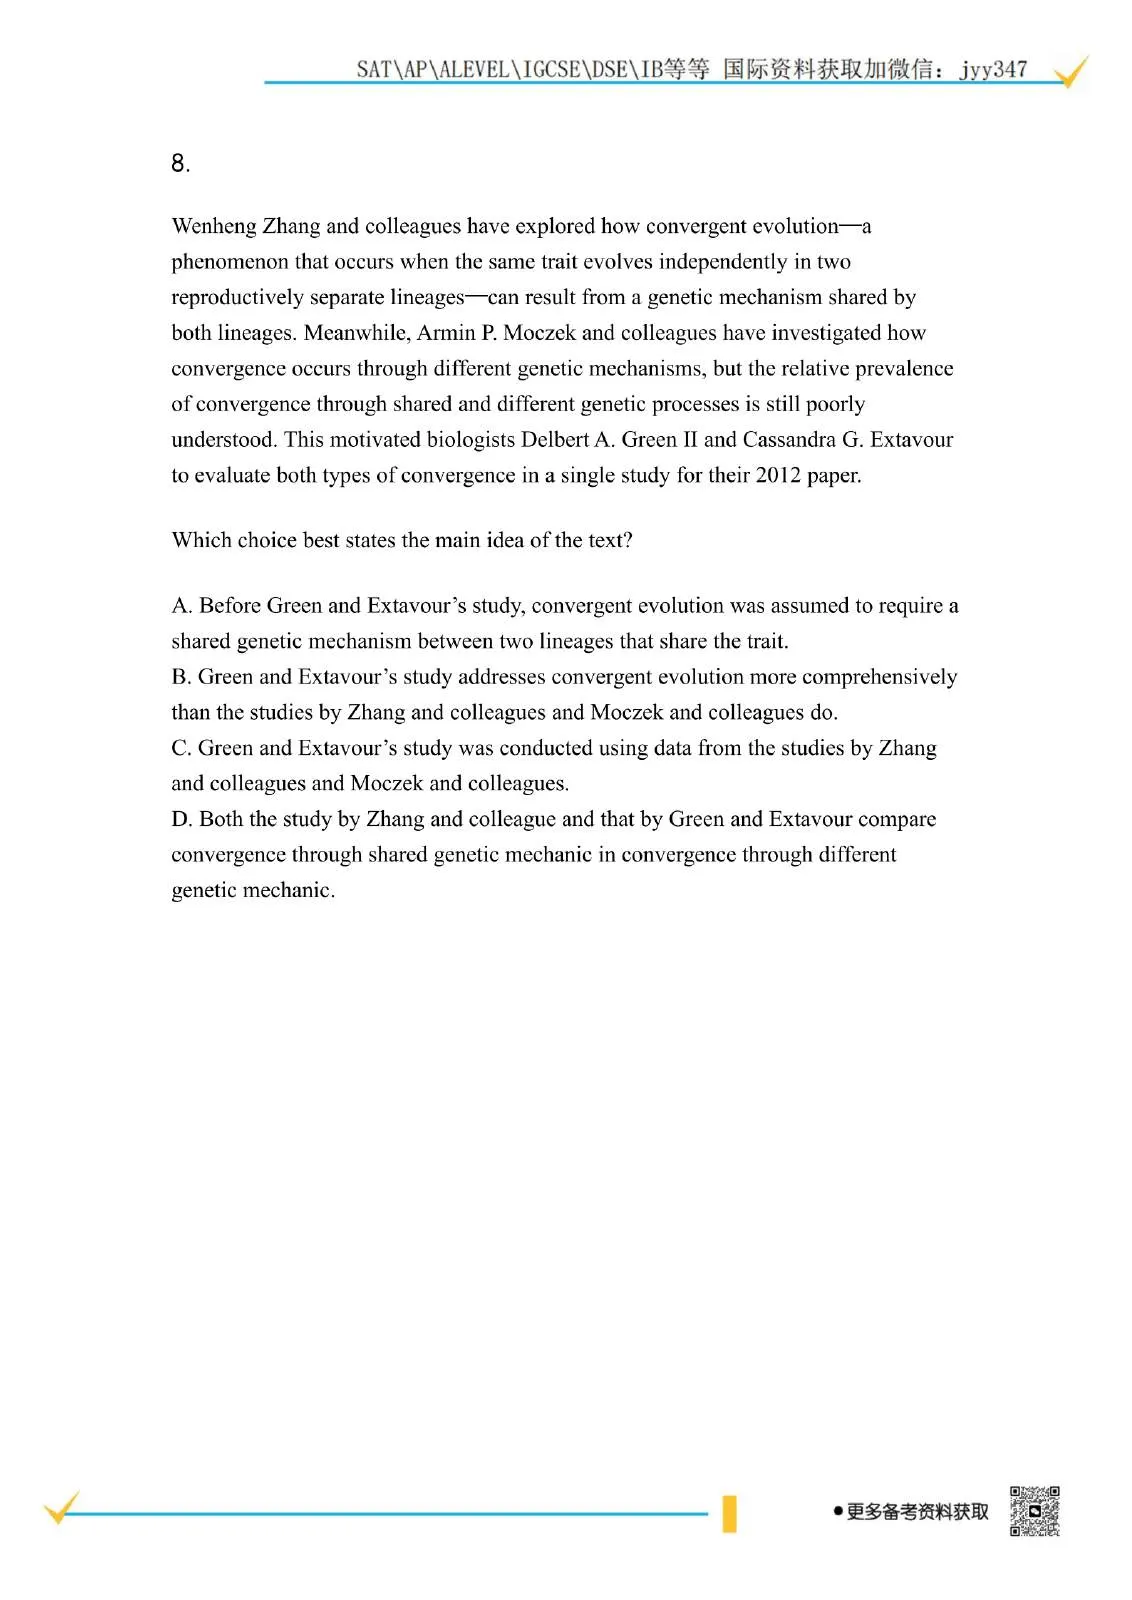 SAT\AP\ALEVEL\IGCSE\DSE\IB等等 国际资料获取加微信：jyy347
8.
Wenheng Zhang and colleagues have explored how convergent evolution—a
phenomenon that occurs when the same trait evolves independently in two
reproductively separate lineages—can result from a genetic mechanism shared by
both lineages. Meanwhile, Armin P. Moczek and colleagues have investigated how
convergence occurs through different genetic mechanisms, but the relative prevalence
of convergence through shared and different genetic processes is still poorly
understood. This motivated biologists Delbert A. Green II and Cassandra G. Extavour
to evaluate both types of convergence in a single study for their 2012 paper.
Which choice best states the main idea of the text?
A. Before Green and Extavour’s study, convergent evolution was assumed to require a
shared genetic mechanism between two lineages that share the trait.
B. Green and Extavour’s study addresses convergent evolution more comprehensively
than the studies by Zhang and colleagues and Moczek and colleagues do.
C. Green and Extavour’s study was conducted using data from the studies by Zhang
and colleagues and Moczek and colleagues.
D. Both the study by Zhang and colleague and that by Green and Extavour compare
convergence through shared genetic mechanic in convergence through different
genetic mechanic.
●更多备考资料获取